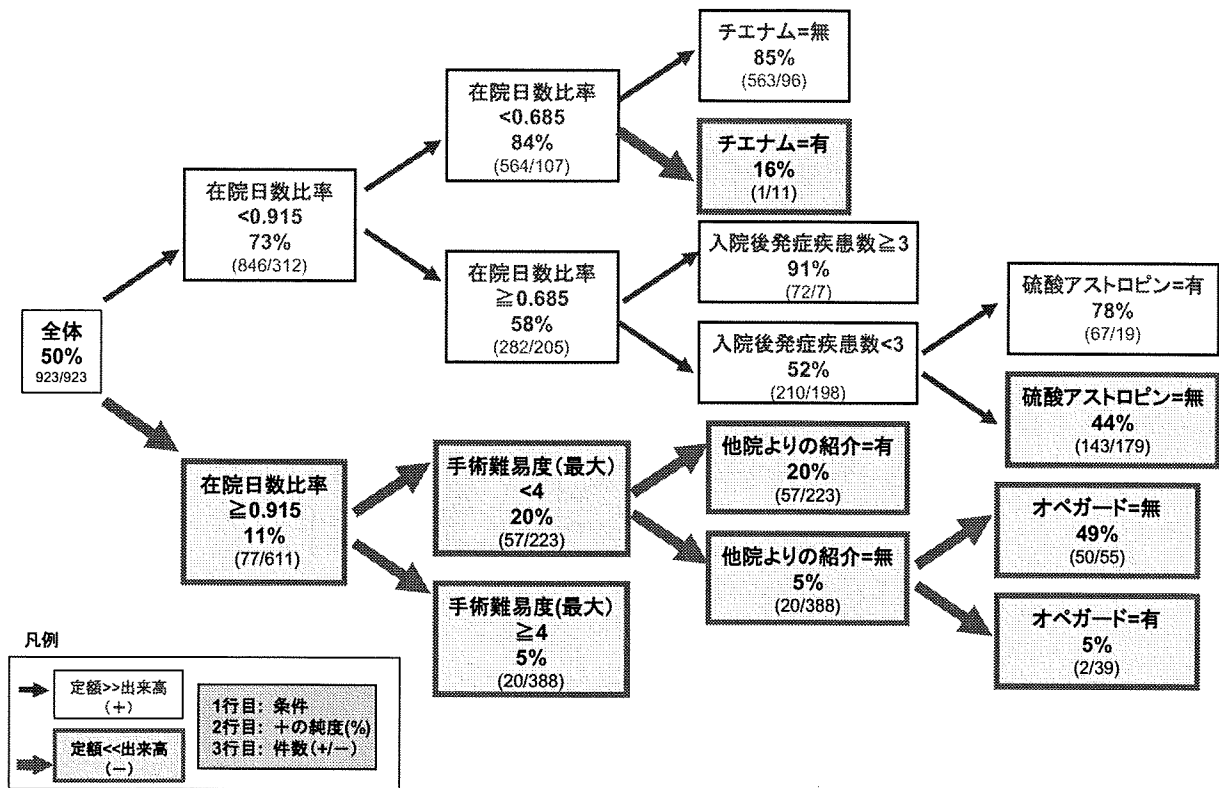 チエナム=無
85%
(563/96)
在院日数比率
<0.685
84%
(564/107)
チエナム=有
16%
(1/11)
在院日数比率
<0.915
73%
(846/312)
入院後発症疾患数≧3
91%
(72/7)
在院日数比率
≧0.685
58%
(282/205)
硫酸アストロピン=有
78%
(67/19)
全体
50%
923/923
入院後発症疾患数<3
52%
(210/198)
硫酸アストロピン=無
44%
(143/179)
在院日数比率
≧0.915
11%
(77/611)
手術難易度(最大)
<4
20%
(57/223)
他院よりの紹介=有
20%
(57/223)
オペガード=無
49%
(50/55)
他院よりの紹介=無
5%
(20/388)
手術難易度(最大)
≧4
5%
(20/388)
オペガード=有
5%
(2/39)
凡例
定額>>出来高
(+)
定額<<出来高
(−)
1行目: 条件
2行目: +の純度(%)
3行目: 件数(+/−)